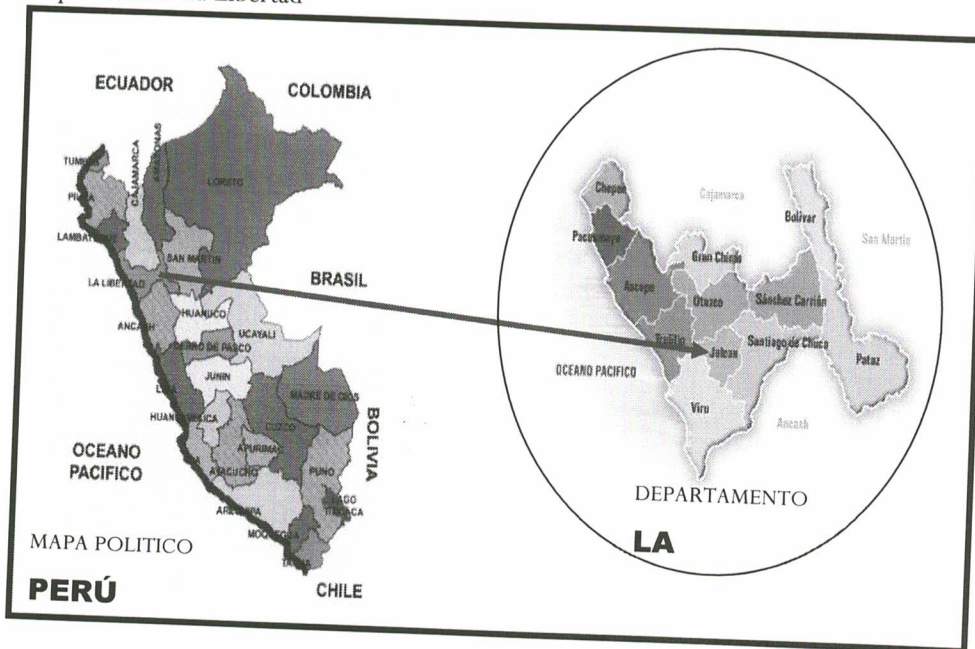 Libertad
ECUADOR
COLOMBIA
TUMBES
PIURA
CAJAMARCA
AMAZONAS
LORETO
LAMBAYEQUE
SAN MARTIN
LA LIBERTAD
BRASIL
HUANUCO
ANCASH
UCAYALI
CERRO DE PASCO
JUNIN
LIMA
MADRE DE DIOS
HUANCAVELICA
CUZCO
BOLIVIA
OCEANO
PACIFICO
APURIMAC
AYACUCHO
PUNO
LAGO
TITICACA
AREQUIPA
MOQUEGUA
TACNA
CHILE
MAPA POLITICO
PERÚ
Chepen
Cajamarca
Bolivar
San Martin
Pacasmayo
Gran Chimu
Ascope
Otuzco
Sánchez Carrión
Trujillo
Julcan
Santiago de Chuco
OCEANO PACIFICO
Pataz
Viru
Ancash
DEPARTAMENTO
LA